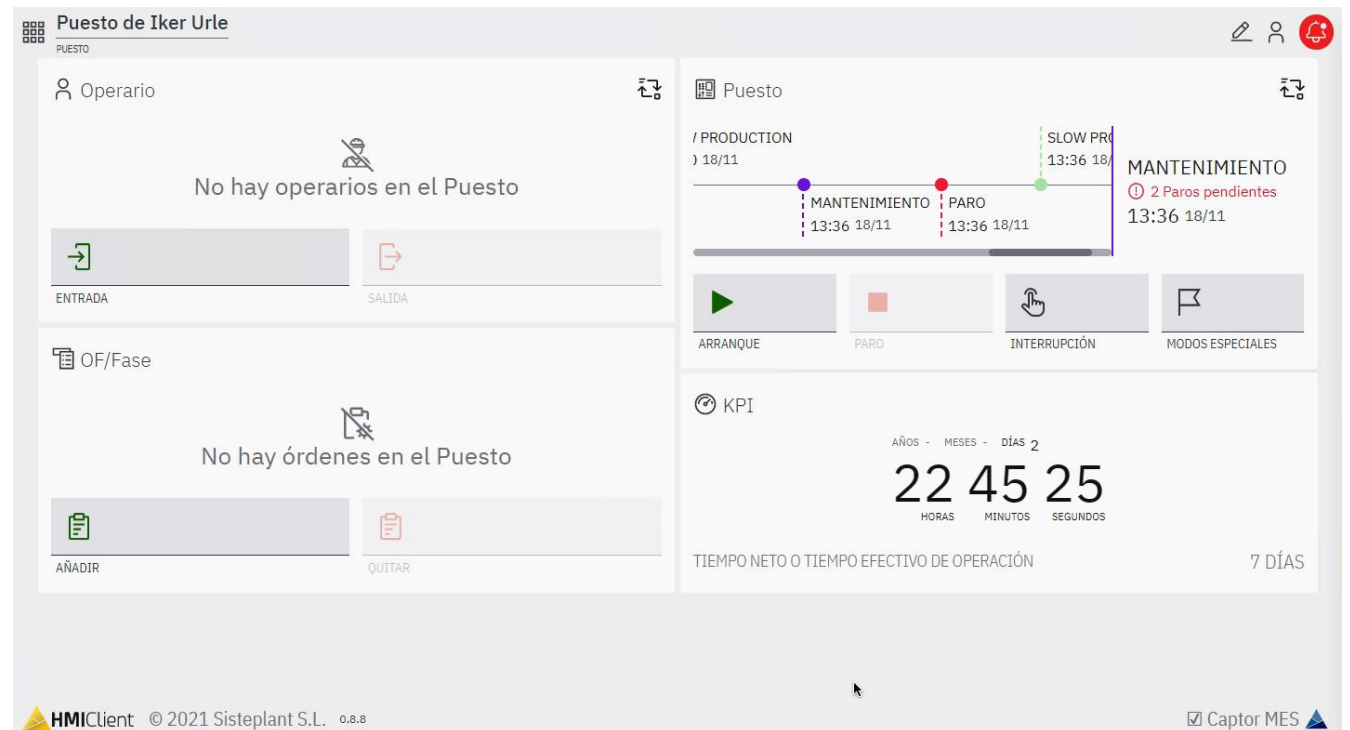 Puesto de Iker Urle
PUESTO
Operario
No hay operarios en el Puesto
ENTRADA
SALIDA
OF/Fase
No hay órdenes en el Puesto
AÑADIR
QUITAR
Puesto
PRODUCTION
18/11
SLOW PRO
13:36 18/
MANTENIMIENTO
13:36 18/11
PARO
13:36 18/11
MANTENIMIENTO
2 Paros pendientes
13:36 18/11
ARRANQUE
PARO
INTERRUPCIÓN
MODOS ESPECIALES
KPI
AÑOS - MESES - DÍAS 2
22 45 25
HORAS MINUTOS SEGUNDOS
TIEMPO NETO O TIEMPO EFECTIVO DE OPERACIÓN
7 DÍAS
HMIClient © 2021 Sisteplant S.L. 0.8.8
Captor MES